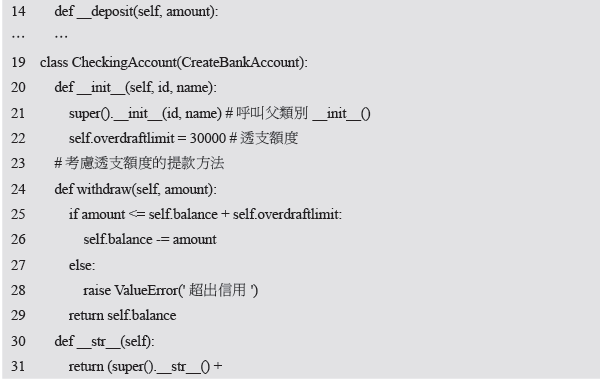 14 def __deposit(self, amount):
… …
19 class CheckingAccount(CreateBankAccount):
20 def __init__(self, id, name):
21 super().__init__(id, name) # 呼叫父類別 __init__()
22 self.overdraftlimit = 30000 # 透支額度
23 # 考慮透支額度的提款方法
24 def withdraw(self, amount):
25 if amount <= self.balance + self.overdraftlimit:
26 self.balance -= amount
27 else:
28 raise ValueError(' 超出信用 ')
29 return self.balance
30 def __str__(self):
31 return (super().__str__() +